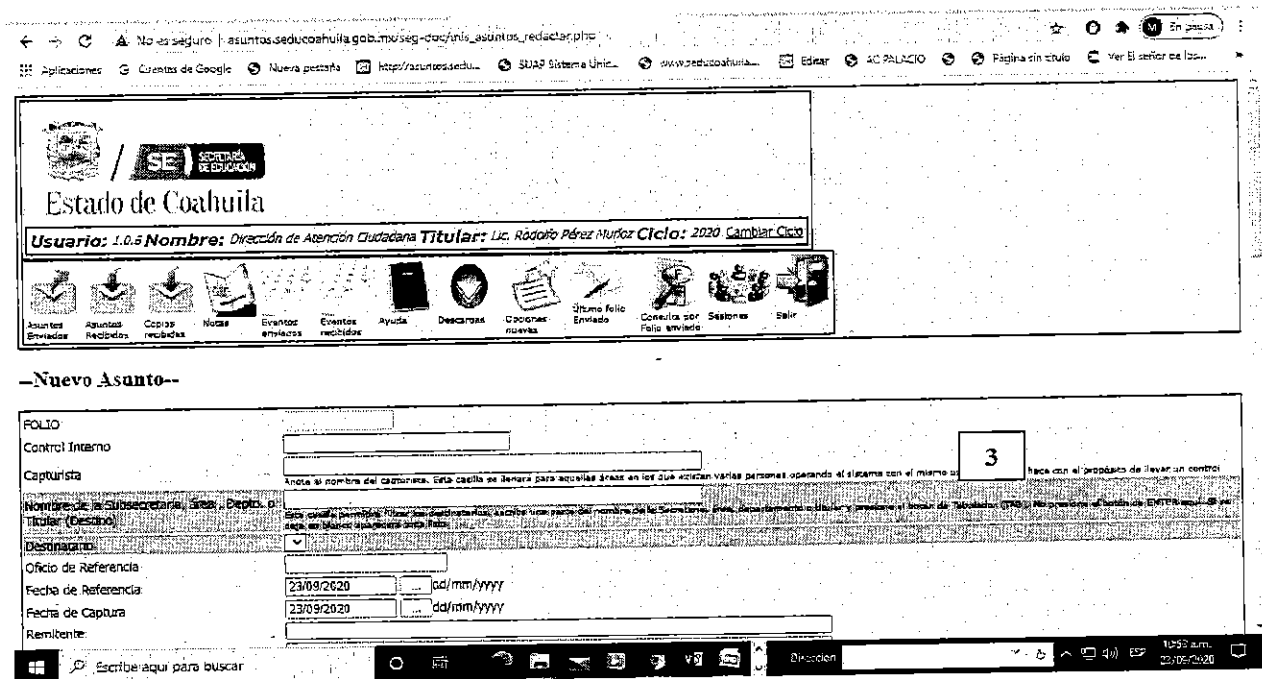 No es seguro | asuntos.seducoahuila.gob.mx/seg-doc/mis_asuntos_redactar.php
M En pausa
Aplicaciones G Cuentas de Google Nueva pestaña http://asuntos.sedu... SUAP Sistema Unic... www.seducoahuila.... Editar AC PALACIO Página sin título Ver El señor de los...
SE SECRETARÍA DE EDUCACIÓN
Estado de Coahuila
Usuario: 1.0.6 Nombre: Dirección de Atención Ciudadana Titular: Lic. Rodolfo Pérez Muñoz Ciclo: 2020 Cambiar Ciclo
Asuntos Enviados
Asuntos Recibidos
Copias recibidas
Notas
Eventos enviados
Eventos recibidos
Ayuda
Descargas
Opciones nuevas
Último folio Enviado
Consulta por Folio enviado
Sesiones
Salir
--Nuevo Asunto--
FOLIO
Control Interno
3
Capturista
Anote el nombre del capturista. Esta casilla se llenará para aquellas áreas en los que existan varias personas operando el sistema con el mismo
hace con el propósito de llevar un control
Nombre de la Subsecretaría, área, Depto. o Titular (Destino)
Destinatario
Oficio de Referencia
Fecha de Referencia 23/09/2020 ... dd/mm/yyyy
Fecha de Captura 23/09/2020 ... dd/mm/yyyy
Remitente
Escribe aquí para buscar
Dirección
ESP
10:53 a.m.
23/09/2020